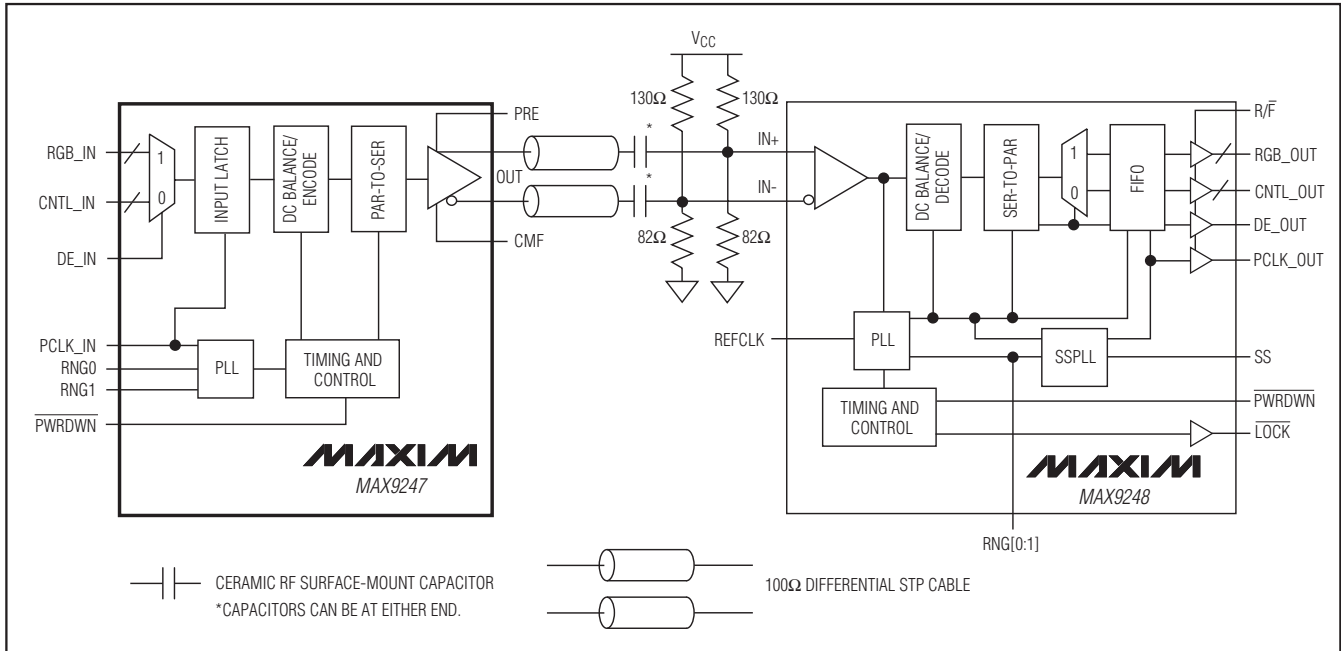 VCC
130Ω
130Ω
*
*
PRE
OUT
CMF
IN+
IN-
82Ω
82Ω
RGB_IN
CNTL_IN
DE_IN
PCLK_IN
RNG0
RNG1
PWRDWN
1
0
INPUT LATCH
DC BALANCE/
ENCODE
PAR-TO-SER
PLL
TIMING AND
CONTROL
MAXIM
MAX9247
DC BALANCE/
DECODE
SER-TO-PAR
1
0
FIFO
R/F
RGB_OUT
CNTL_OUT
DE_OUT
PCLK_OUT
REFCLK
PLL
SSPLL
SS
TIMING AND
CONTROL
PWRDWN
LOCK
MAXIM
MAX9248
RNG[0:1]
CERAMIC RF SURFACE-MOUNT CAPACITOR
*CAPACITORS CAN BE AT EITHER END.
100Ω DIFFERENTIAL STP CABLE